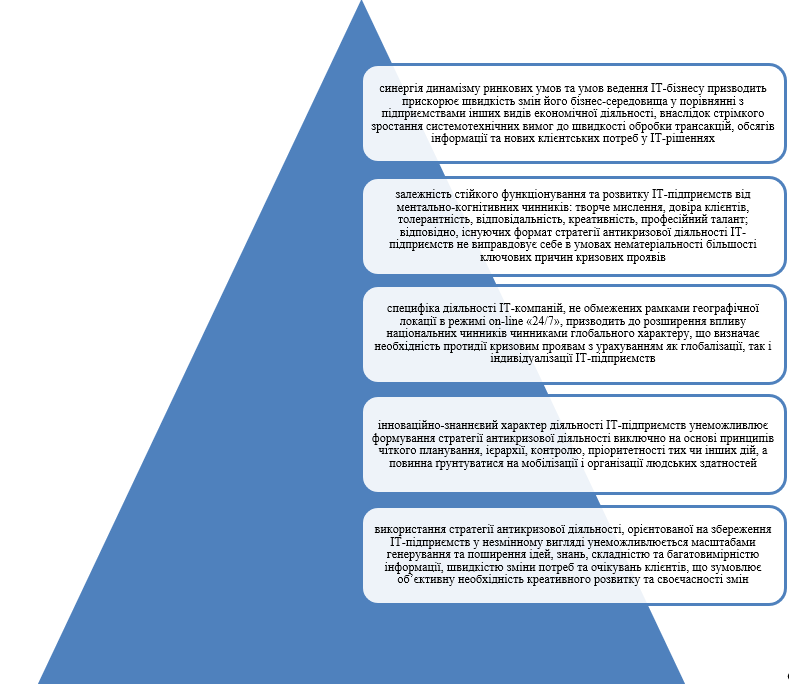 синергія динамізму ринкових умов та умов ведення ІТ-бізнесу призводить
прискорює швидкість змін його бізнес-середовища у порівнянні з
підприємствами інших видів економічної діяльності, внаслідок стрімкого
зростання системотехнічних вимог до швидкості обробки трансакцій, обсягів
інформації та нових клієнтських потреб у ІТ-рішеннях
залежність стійкого функціонування та розвитку ІТ-підприємств від
ментально-когнітивних чинників: творче мислення, довіра клієнтів,
толерантність, відповідальність, креативність, професійний талант;
відповідно, існуючих формат стратегії антикризової діяльності ІТ-
підприємств не виправдовує себе в умовах нематеріальності більшості
ключових причин кризових проявів
специфіка діяльності ІТ-компаній, не обмежених рамками географічної
локації в режимі on-line «24/7», призводить до розширення впливу
національних чинників чинниками глобального характеру, що визначає
необхідність протидії кризовим проявам з урахуванням як глобалізації, так і
індивідуалізації ІТ-підприємств
інноваційно-знаннєвий характер діяльності ІТ-підприємств унеможливлює
формування стратегії антикризової діяльності виключно на основі принципів
чіткого планування, ієрархії, контролю, пріоритетності тих чи інших дій, а
повинна ґрунтуватися на мобілізації і організації людських здатностей
використання стратегії антикризової діяльності, орієнтованої на збереження
ІТ-підприємств у незмінному вигляді унеможливлюється масштабами
генерування та поширення ідей, знань, складністю та багатовимірністю
інформації, швидкістю зміни потреб та очікувань клієнтів, що зумовлює
об’єктивну необхідність креативного розвитку та своєчасності змін